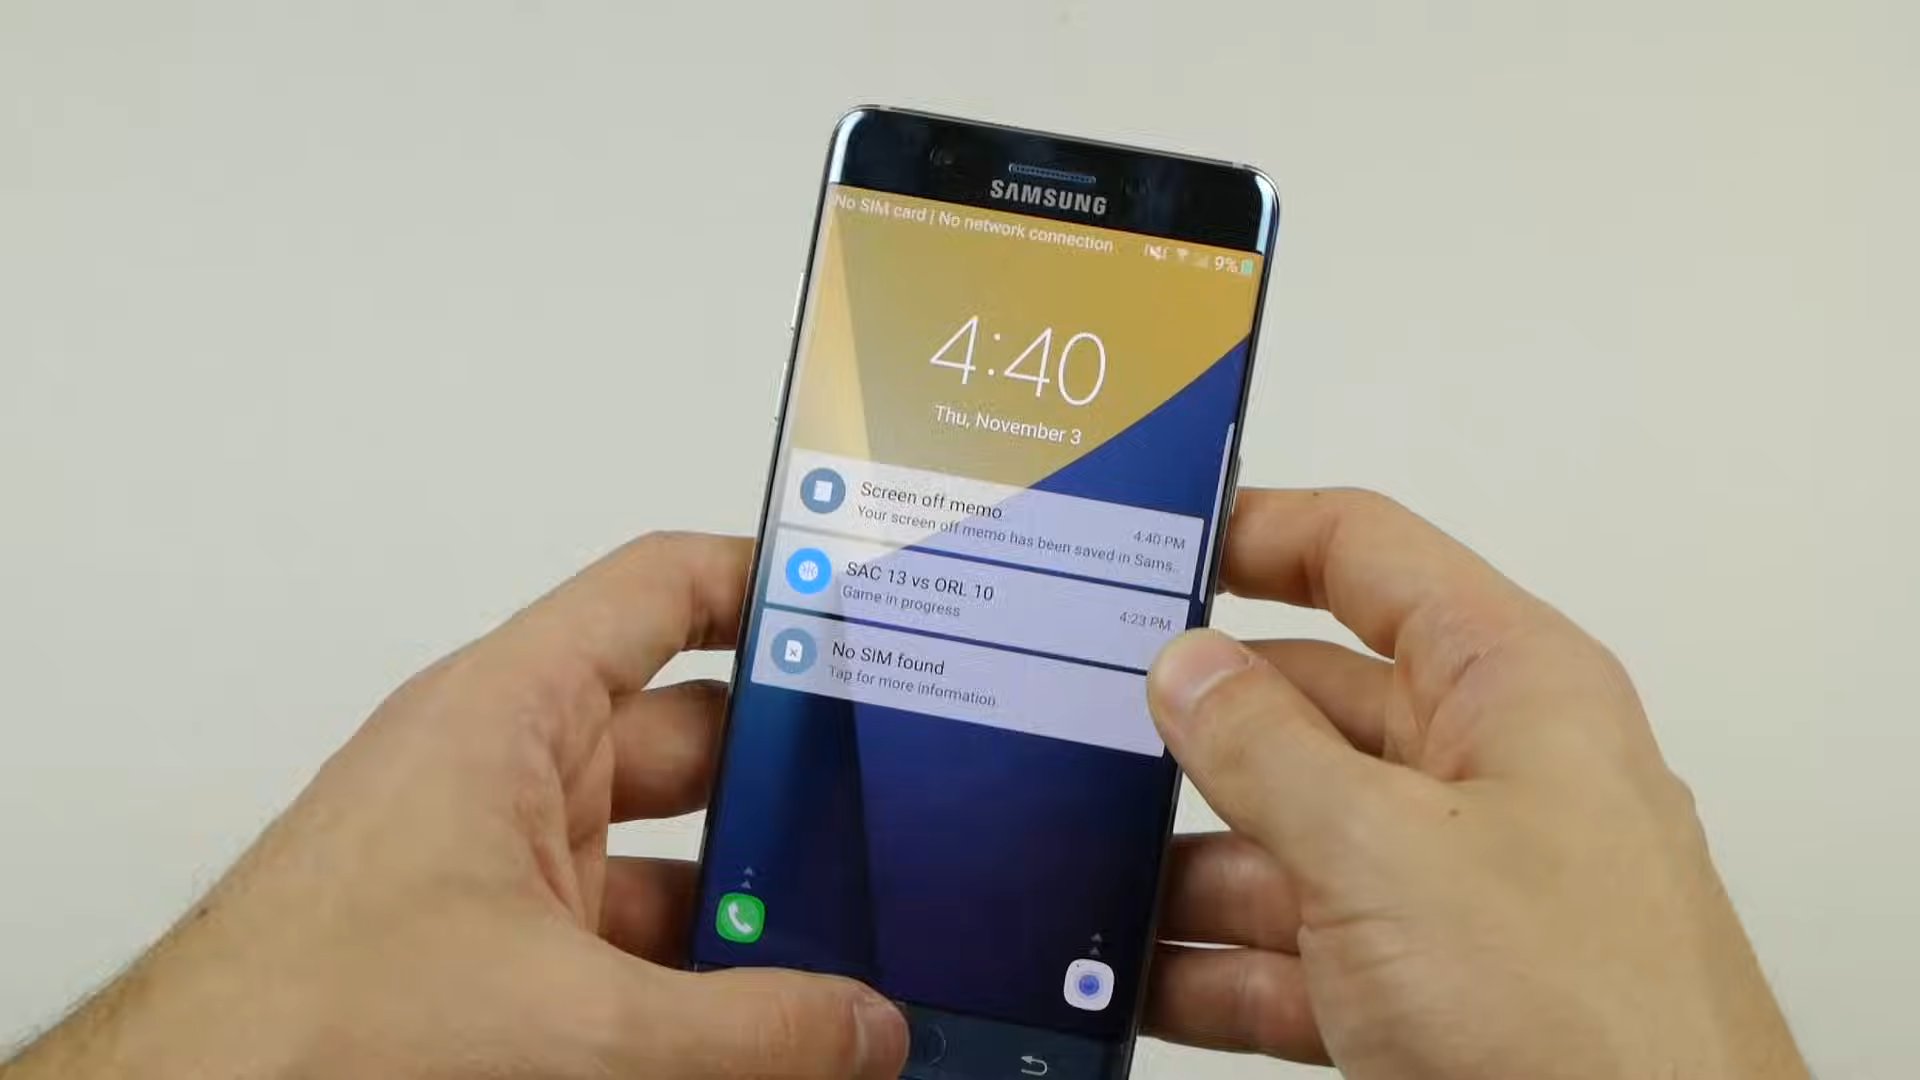 SAMSUNG
No SIM card | No network connection 9%
4:40
Thu, November 3
Screen off memo
4:40 PM
Your screen off memo has been saved in Sams..
SAC 13 vs ORL 10
Game in progress
4:23 PM
No SIM found
Tap for more information